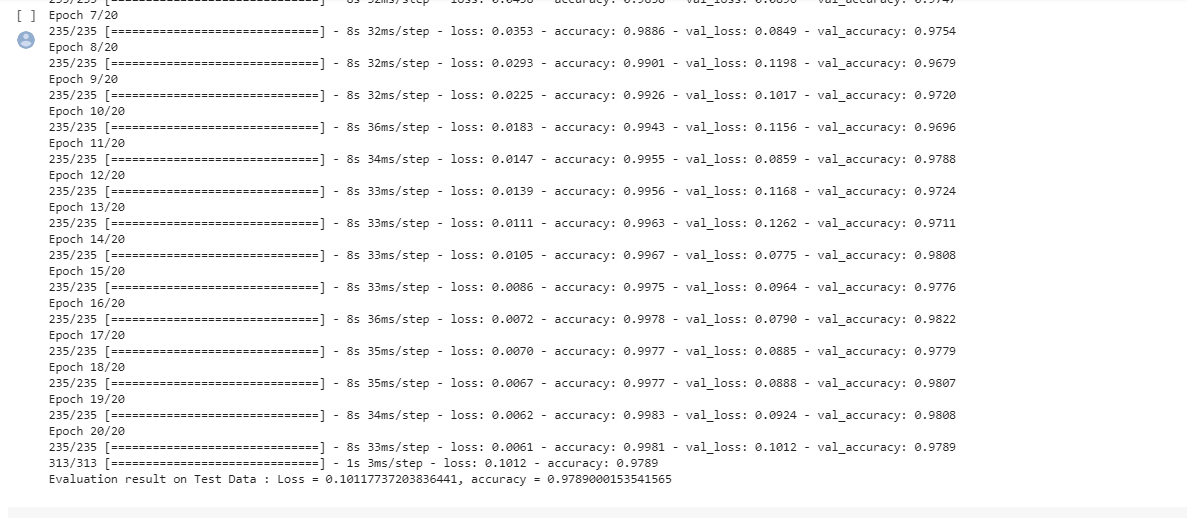 [ ] Epoch 7/20
235/235 [==============================] - 8s 32ms/step - loss: 0.0353 - accuracy: 0.9886 - val_loss: 0.0849 - val_accuracy: 0.9754
Epoch 8/20
235/235 [==============================] - 8s 32ms/step - loss: 0.0293 - accuracy: 0.9901 - val_loss: 0.1198 - val_accuracy: 0.9679
Epoch 9/20
235/235 [==============================] - 8s 32ms/step - loss: 0.0225 - accuracy: 0.9926 - val_loss: 0.1017 - val_accuracy: 0.9720
Epoch 10/20
235/235 [==============================] - 8s 36ms/step - loss: 0.0183 - accuracy: 0.9943 - val_loss: 0.1156 - val_accuracy: 0.9696
Epoch 11/20
235/235 [==============================] - 8s 34ms/step - loss: 0.0147 - accuracy: 0.9955 - val_loss: 0.0859 - val_accuracy: 0.9788
Epoch 12/20
235/235 [==============================] - 8s 33ms/step - loss: 0.0139 - accuracy: 0.9956 - val_loss: 0.1168 - val_accuracy: 0.9724
Epoch 13/20
235/235 [==============================] - 8s 33ms/step - loss: 0.0111 - accuracy: 0.9963 - val_loss: 0.1262 - val_accuracy: 0.9711
Epoch 14/20
235/235 [==============================] - 8s 33ms/step - loss: 0.0105 - accuracy: 0.9967 - val_loss: 0.0775 - val_accuracy: 0.9808
Epoch 15/20
235/235 [==============================] - 8s 33ms/step - loss: 0.0086 - accuracy: 0.9975 - val_loss: 0.0964 - val_accuracy: 0.9776
Epoch 16/20
235/235 [==============================] - 8s 36ms/step - loss: 0.0072 - accuracy: 0.9978 - val_loss: 0.0790 - val_accuracy: 0.9822
Epoch 17/20
235/235 [==============================] - 8s 35ms/step - loss: 0.0070 - accuracy: 0.9977 - val_loss: 0.0885 - val_accuracy: 0.9779
Epoch 18/20
235/235 [==============================] - 8s 35ms/step - loss: 0.0067 - accuracy: 0.9977 - val_loss: 0.0888 - val_accuracy: 0.9807
Epoch 19/20
235/235 [==============================] - 8s 34ms/step - loss: 0.0062 - accuracy: 0.9983 - val_loss: 0.0924 - val_accuracy: 0.9808
Epoch 20/20
235/235 [==============================] - 8s 33ms/step - loss: 0.0061 - accuracy: 0.9981 - val_loss: 0.1012 - val_accuracy: 0.9789
313/313 [==============================] - 1s 3ms/step - loss: 0.1012 - accuracy: 0.9789
Evaluation result on Test Data : Loss = 0.10117737203836441, accuracy = 0.9789000153541565